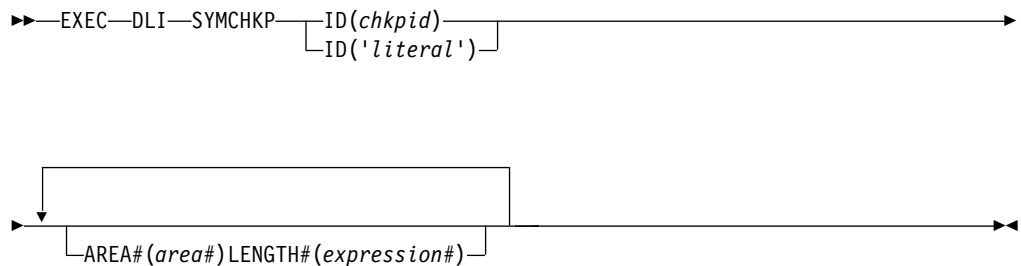 EXEC DLI SYMCHKP ID(chkpid)
ID('literal')
AREA#(area#)LENGTH#(expression#)